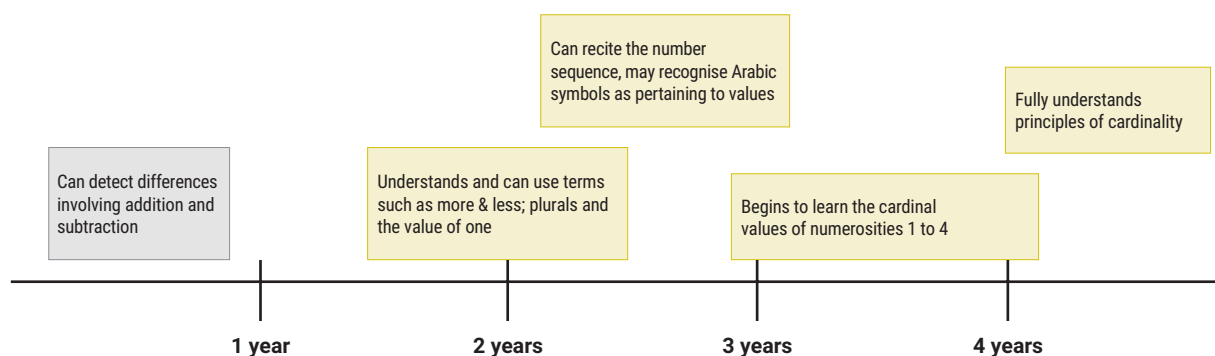 Can recite the number
sequence, may recognise Arabic
symbols as pertaining to values
Fully understands
principles of cardinality
Can detect differences
involving addition and
subtraction
Understands and can use terms
such as more & less; plurals and
the value of one
Begins to learn the cardinal
values of numerosities 1 to 4
1 year
2 years
3 years
4 years